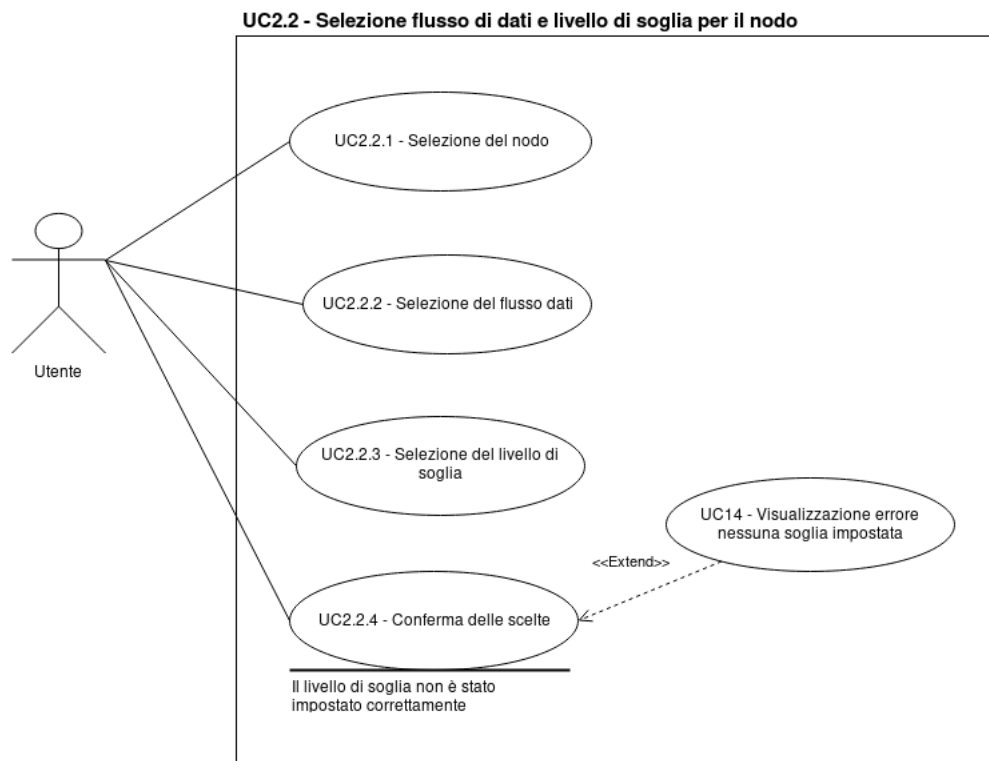 UC2.2 - Selezione flusso di dati e livello di soglia per il nodo
UC2.2.1 - Selezione del nodo
UC2.2.2 - Selezione del flusso dati
Utente
UC2.2.3 - Selezione del livello di
soglia
UC14 - Visualizzazione errore
nessuna soglia impostata
<<Extend>>
UC2.2.4 - Conferma delle scelte
Il livello di soglia non è stato
impostato correttamente